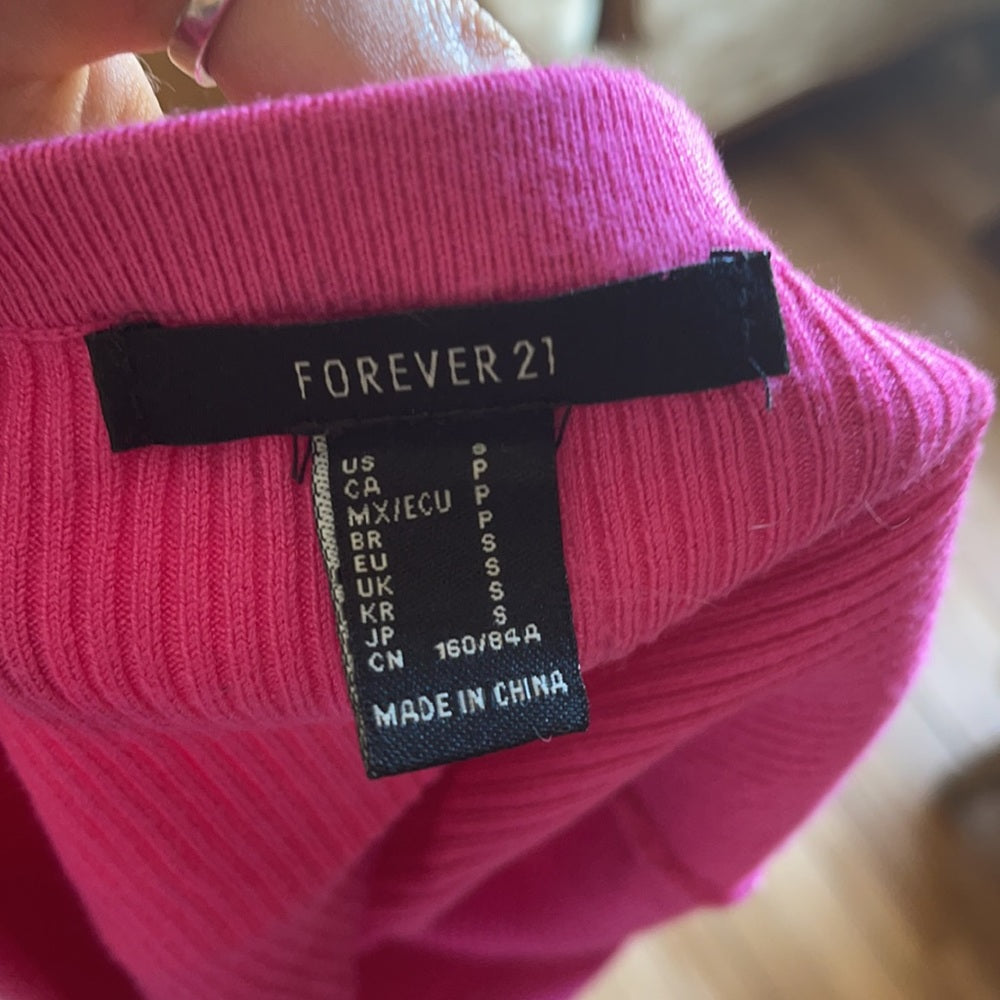 FOREVER 21
US S
CA P
MX/ECU P
BR P
EU S
UK S
KR S
JP S
CN 160/84A
MADE IN CHINA